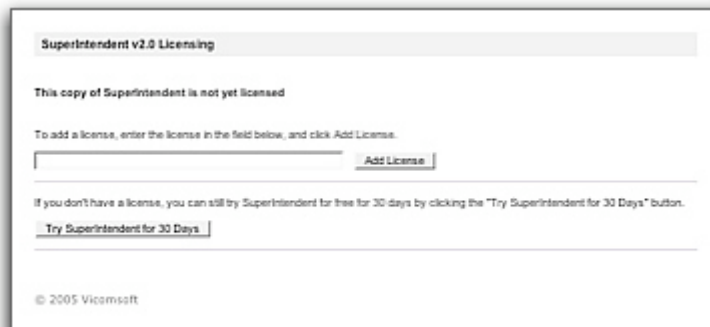 SuperIntendent v2.0 Licensing
This copy of SuperIntendent is not yet licensed
To add a license, enter the license in the field below, and click Add License.
Add License
If you don't have a license, you can still try SuperIntendent for free for 30 days by clicking the "Try SuperIntendent for 30 Days" button.
Try SuperIntendent for 30 Days
© 2005 Vicomsoft